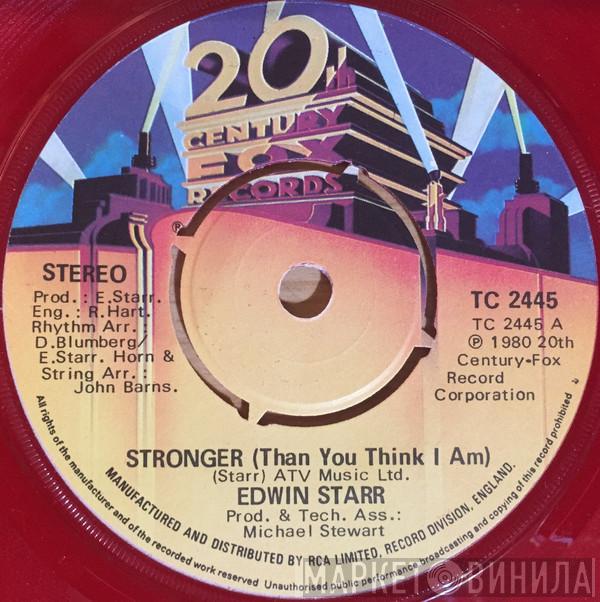 20th
CENTURY
FOX
RECORDS
℗
STEREO
Prod.: E.Starr.
Eng.: R.Hart.
Rhythm Arr.:
D.Blumberg/
E.Starr. Horn &
String Arr.:
John Barns.
TC 2445
TC 2445 A
℗ 1980 20th
Century•Fox
Record
Corporation
STRONGER (Than You Think I Am)
(Starr) ATV Music Ltd.
EDWIN STARR
Prod. & Tech. Ass.:
Michael Stewart
MANUFACTURED AND DISTRIBUTED BY RCA LIMITED, RECORD DIVISION, ENGLAND.
All rights of the manufacturer and of the owner of the recorded work reserved Unauthorised public performance broadcasting and copying of this record prohibited
МАРКЕТ ВИНИЛА